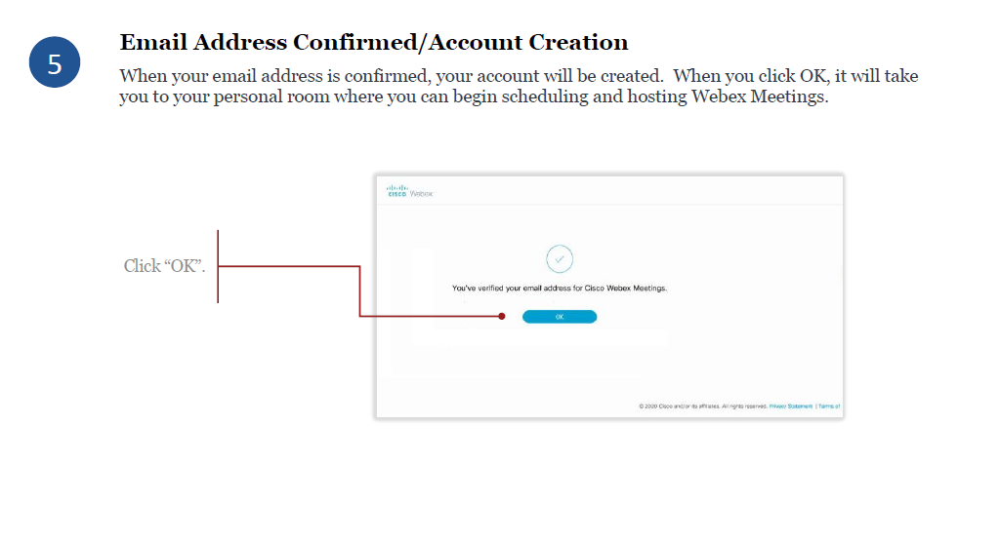 5
Email Address Confirmed/Account Creation
When your email address is confirmed, your account will be created.  When you click OK, it will take
you to your personal room where you can begin scheduling and hosting Webex Meetings.
CISCO Webex
Click “OK”.
You've verified your email address for Cisco Webex Meetings.
OK
© 2020 Cisco and/or its affiliates. All rights reserved. Privacy Statement | Terms of